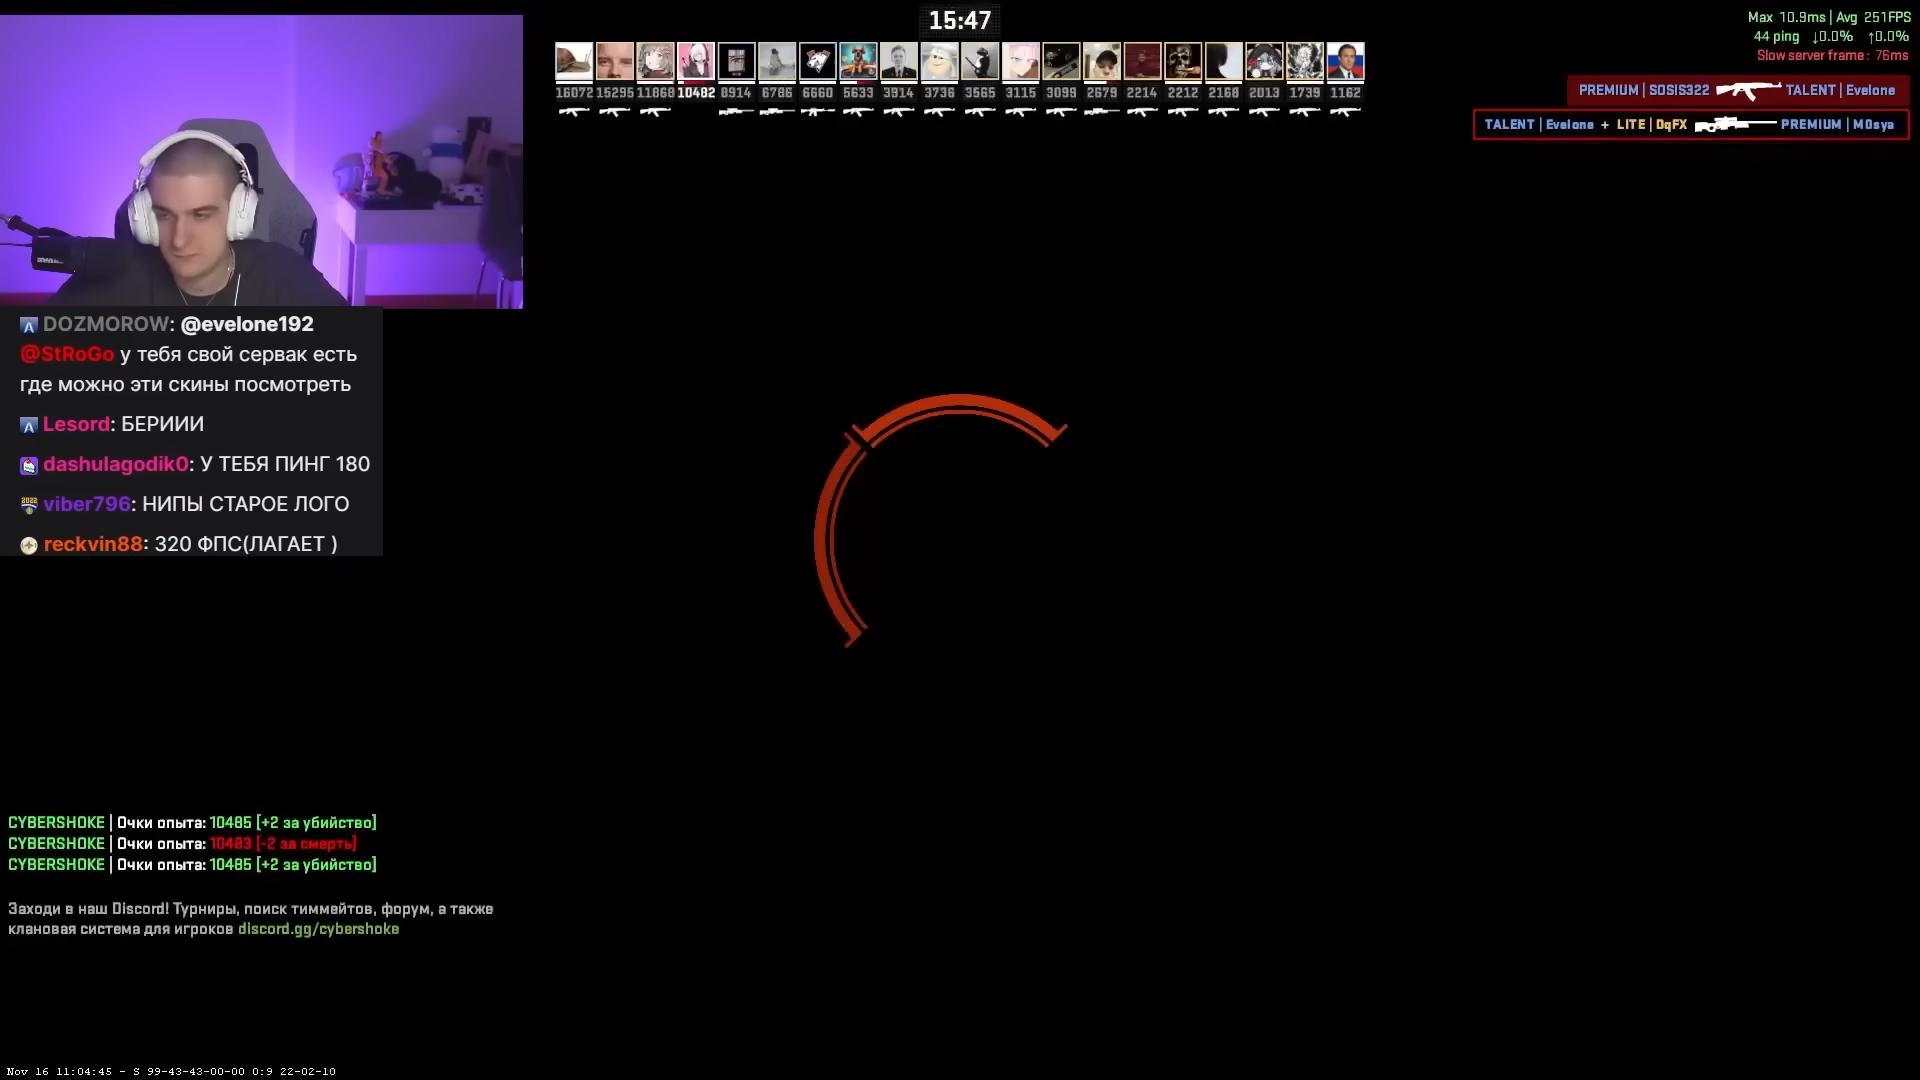 15:47
16072 15295 11868 10482 8914 6786 6660 5633 3914 3736 3565 3115 3099 2679 2214 2212 2168 2013 1739 1162
Max 10.9ms | Avg 251FPS
44 ping ↓0.0% ↑0.0%
Slow server frame: 76ms
PREMIUM | SOSIS322 TALENT | Evelone
TALENT | Evelone + LITE | DqFX PREMIUM | M0sya
DOZMOROW: @evelone192
@StRoGo у тебя свой сервак есть
где можно эти скины посмотреть
Lesord: БЕРИИИ
dashulagodik0: У ТЕБЯ ПИНГ 180
viber796: НИПЫ СТАРОЕ ЛОГО
reckvin88: 320 ФПС(ЛАГАЕТ )
CYBERSHOKE | Очки опыта: 10485 [+2 за убийство]
CYBERSHOKE | Очки опыта: 10483 [-2 за смерть]
CYBERSHOKE | Очки опыта: 10485 [+2 за убийство]
Заходи в наш Discord! Турниры, поиск тиммейтов, форум, а также
клановая система для игроков discord.gg/cybershoke
Nov 16 11:04:45 - S 99-43-43-00-00 0:9 22-02-10